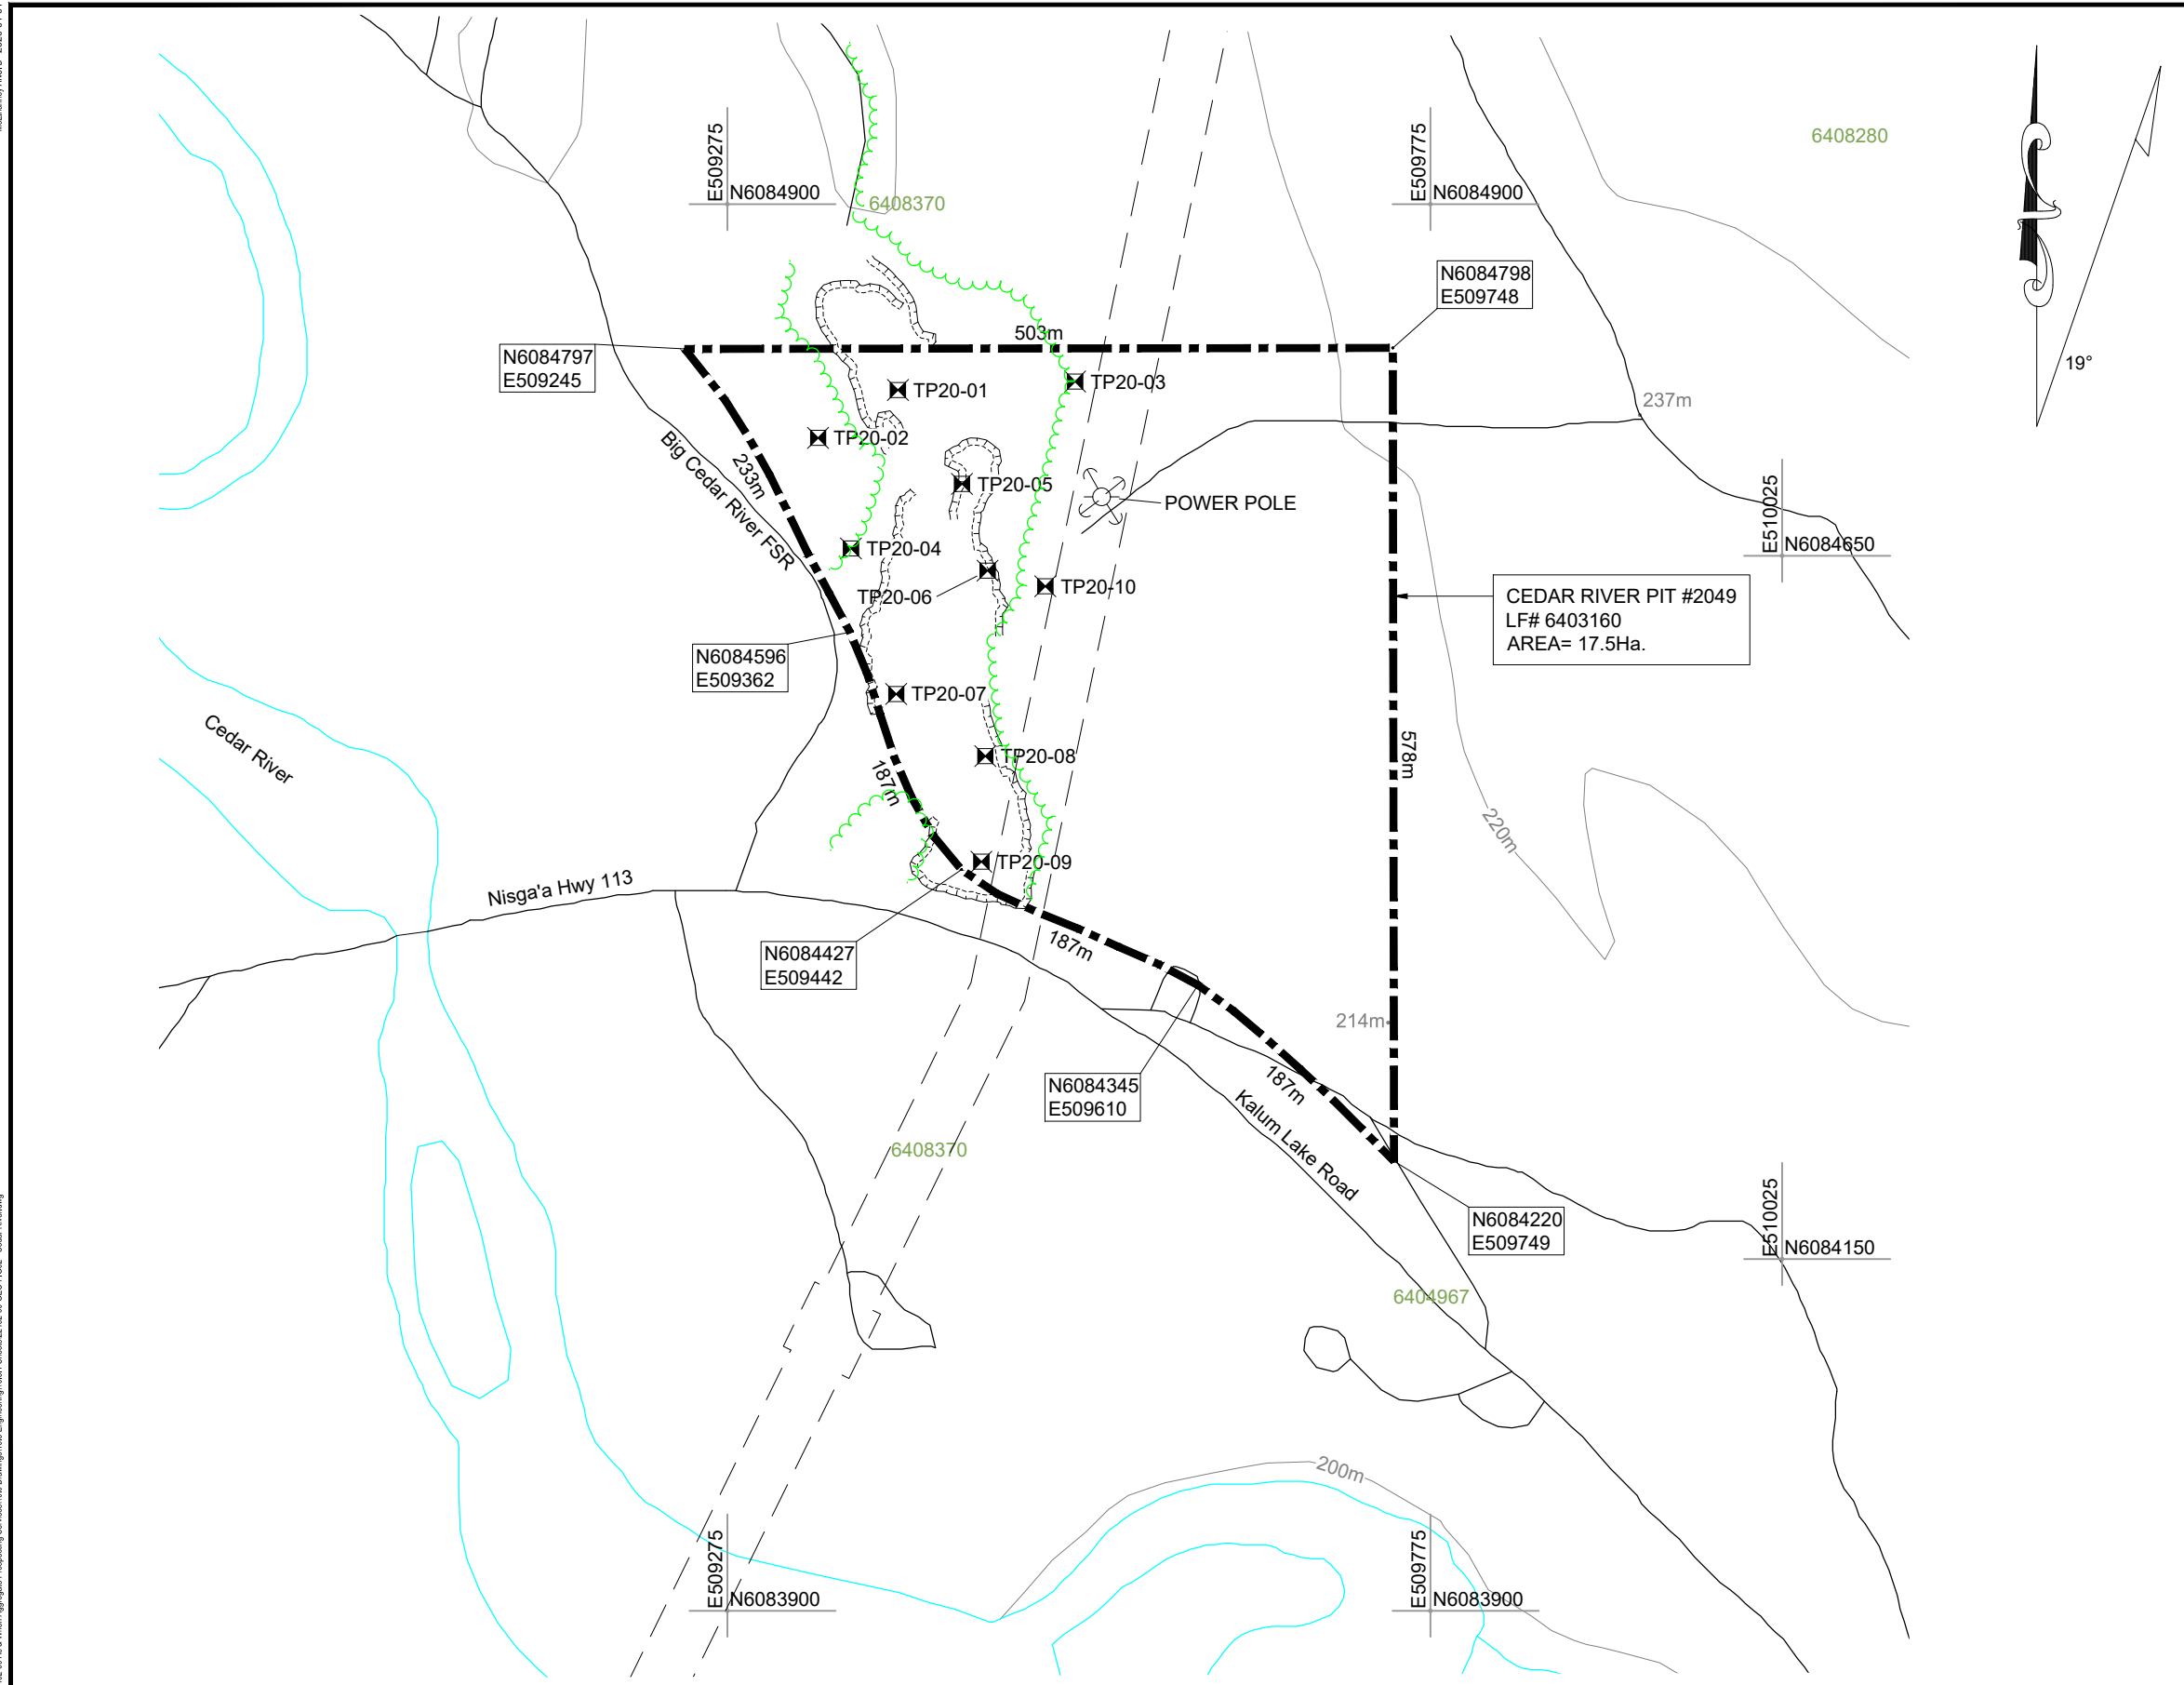 6408280
E509275
N6084900
6408370
E509775
N6084900
N6084798
E509748
19°
503m
N6084797
E509245
TP20-01
TP20-03
237m
TP20-02
Big Cedar River FSR
233m
TP20-05
POWER POLE
E510025
N6084650
TP20-04
TP20-06
TP20-10
CEDAR RIVER PIT #2049
LF# 6403160
AREA= 17.5Ha.
N6084596
E509362
TP20-07
Cedar River
578m
TP20-08
187m
220m
TP20-09
Nisga'a Hwy 113
187m
N6084427
E509442
214m
N6084345
E509610
187m
Kalum Lake Road
6408370
N6084220
E509749
E510025
N6084150
6404967
200m
E509275
N6083900
E509775
N6083900